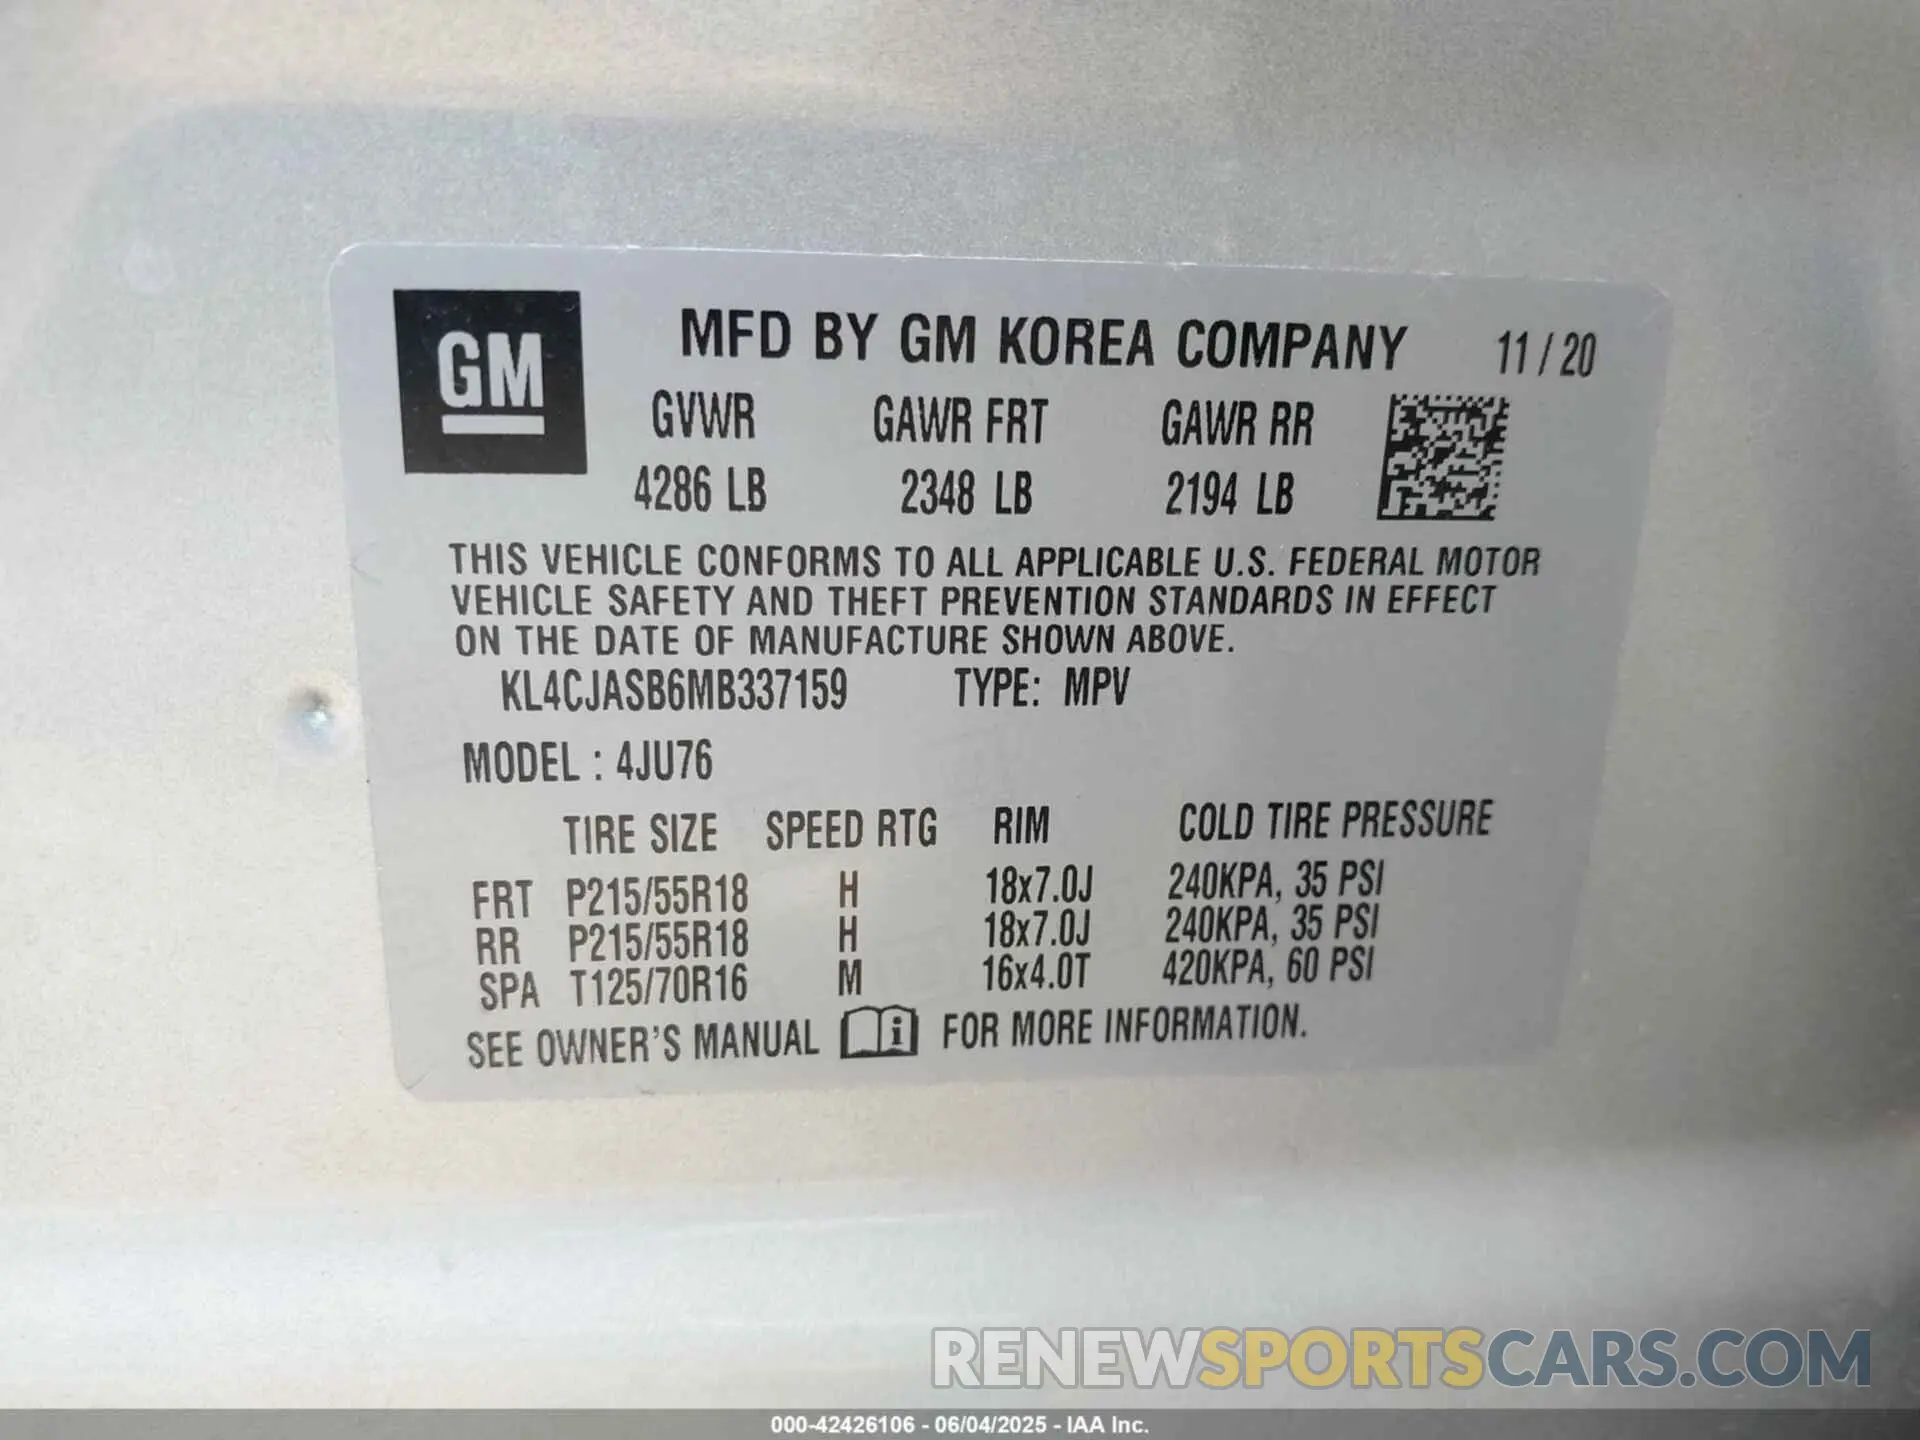 GM
MFD BY GM KOREA COMPANY 11/20
GVWR GAWR FRT GAWR RR
4286 LB 2348 LB 2194 LB
THIS VEHICLE CONFORMS TO ALL APPLICABLE U.S. FEDERAL MOTOR
VEHICLE SAFETY AND THEFT PREVENTION STANDARDS IN EFFECT
ON THE DATE OF MANUFACTURE SHOWN ABOVE.
KL4CJASB6MB337159 TYPE: MPV
MODEL : 4JU76
TIRE SIZE SPEED RTG RIM COLD TIRE PRESSURE
FRT P215/55R18 H 18x7.0J 240KPA, 35 PSI
RR P215/55R18 H 18x7.0J 240KPA, 35 PSI
SPA T125/70R16 M 16x4.0T 420KPA, 60 PSI
SEE OWNER'S MANUAL i FOR MORE INFORMATION.
RENEWSPORTSCARS.COM
000-42426106 - 06/04/2025 - IAA Inc.